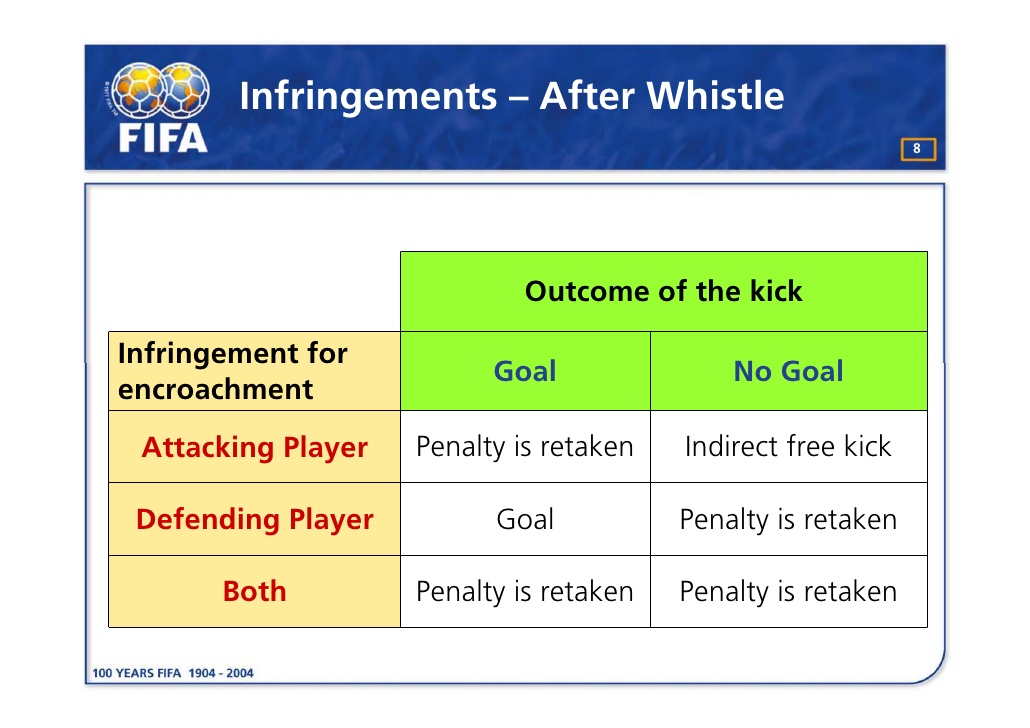 Infringements – After Whistle
FIFA
8
Outcome of the kick
Infringement for
encroachment
Goal
No Goal
Attacking Player
Penalty is retaken
Indirect free kick
Defending Player
Goal
Penalty is retaken
Both
Penalty is retaken
Penalty is retaken
100 YEARS FIFA 1904 - 2004